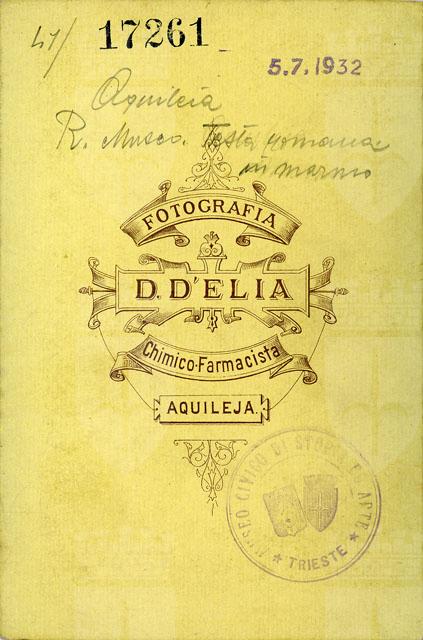 41/ 17261
5.7.1932
Aquileia
R. Museo. Testa romana
in marmo
FOTOGRAFIA
D. D'ELIA
Chimico-Farmacista
AQUILEJA.
MUSEO CIVICO DI STORIA ED ARTE
★ TRIESTE ★